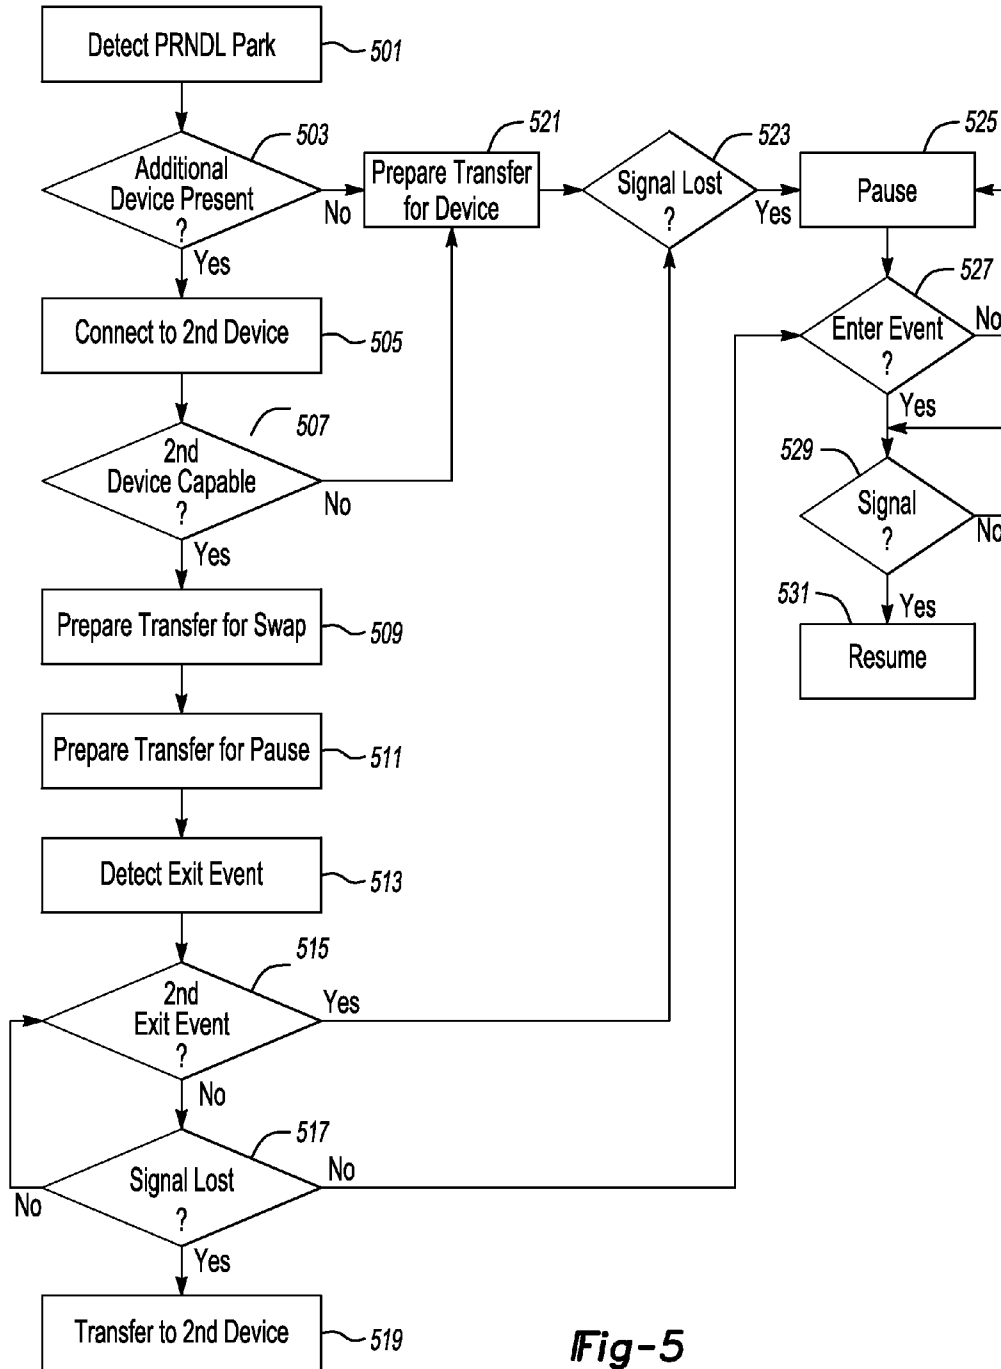 Detect PRNDL Park
501
503
Additional
Device Present
?
No
Yes
521
Prepare Transfer
for Device
523
Signal Lost
?
Yes
525
Pause
527
Enter Event
?
No
Yes
529
Signal
?
No
Yes
531
Resume
Connect to 2nd Device
505
507
2nd
Device Capable
?
No
Yes
Prepare Transfer for Swap
509
Prepare Transfer for Pause
511
Detect Exit Event
513
515
2nd
Exit Event
?
Yes
No
517
Signal Lost
?
No
No
Yes
Transfer to 2nd Device
519
Fig-5